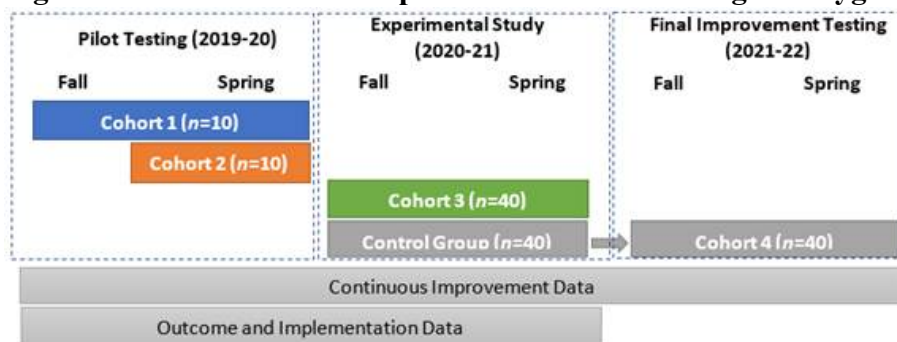 Pilot Testing (2019-20)
Fall Spring
Cohort 1 (n=10)
Cohort 2 (n=10)
Experimental Study
(2020-21)
Fall Spring
Cohort 3 (n=40)
Control Group (n=40)
Final Improvement Testing
(2021-22)
Fall Spring
Cohort 4 (n=40)
Continuous Improvement Data
Outcome and Implementation Data